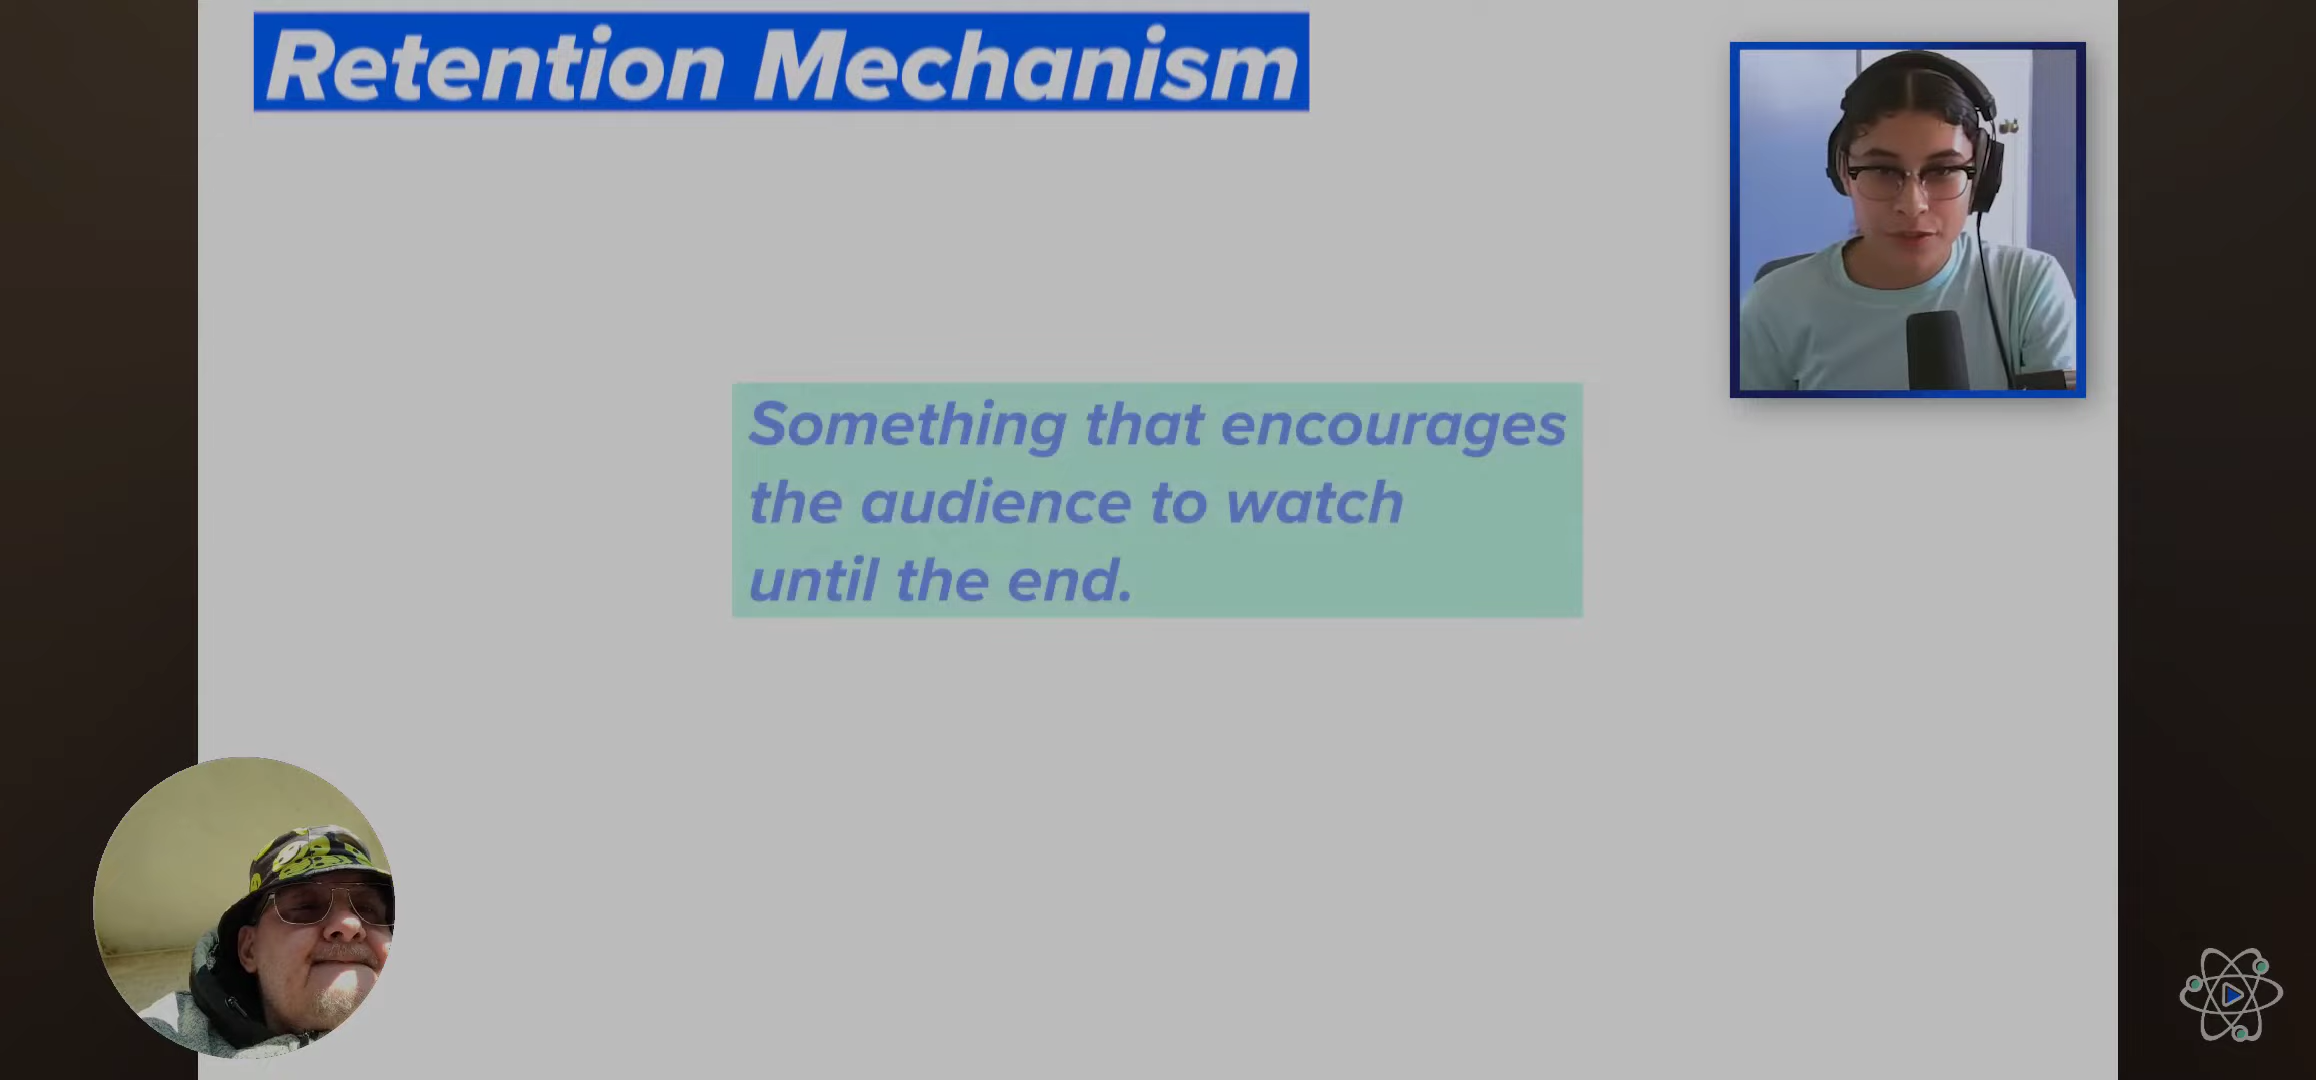 Retention Mechanism
Something that encourages
the audience to watch
until the end.